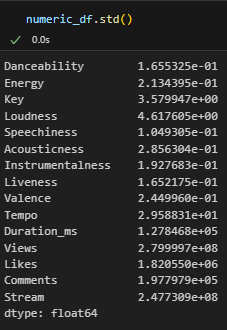 numeric_df.std()
0.0s
Danceability 1.655325e-01
Energy 2.134395e-01
Key 3.579947e+00
Loudness 4.617605e+00
Speechiness 1.049305e-01
Acousticness 2.856304e-01
Instrumentalness 1.927683e-01
Liveness 1.652175e-01
Valence 2.449960e-01
Tempo 2.958831e+01
Duration_ms 1.278468e+05
Views 2.799997e+08
Likes 1.820550e+06
Comments 1.977979e+05
Stream 2.477309e+08
dtype: float64